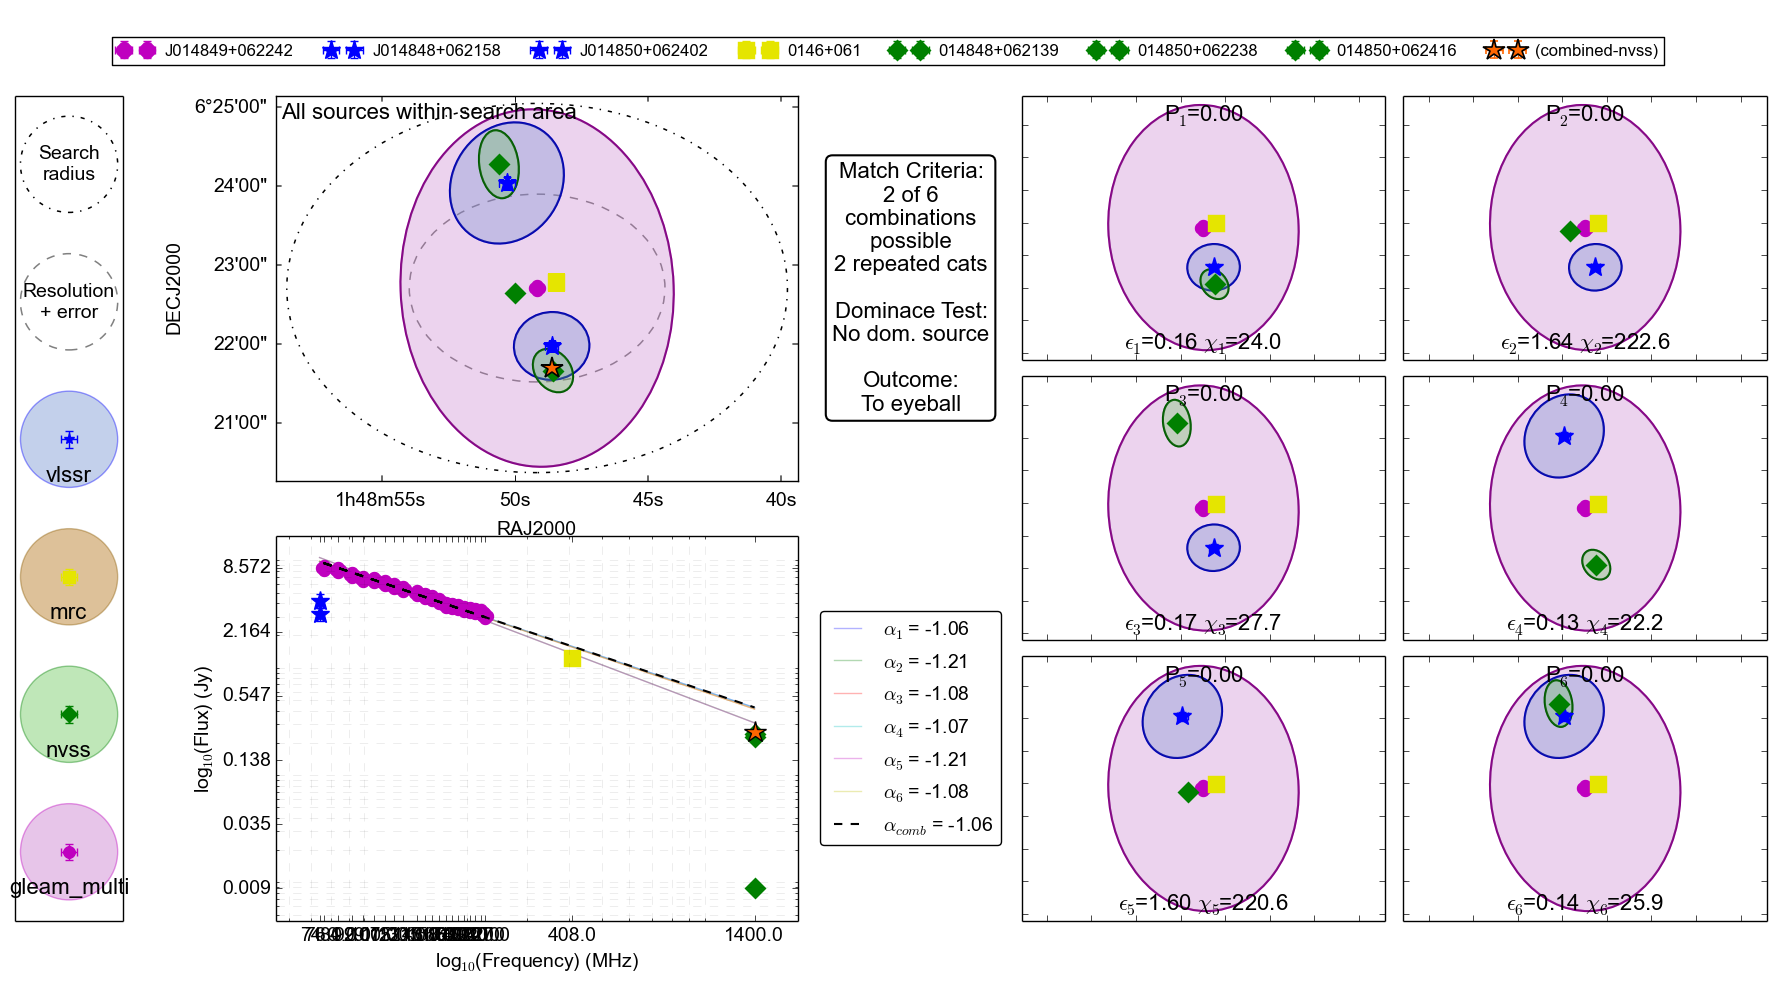 J014849+062242 J014848+062158 J014850+062402 0146+061 014848+062139 014850+062238 014850+062416 (combined-nvss)
Search
radius
Resolution
+ error
vlssr
mrc
nvss
gleam_multi
All sources within search area
DECJ2000
6°25'00"
24'00"
23'00"
22'00"
21'00"
1h48m55s 50s 45s 40s
RAJ2000
log₁₀(Flux) (Jy)
8.572
2.164
0.547
0.138
0.035
0.009
408.0 1400.0
log₁₀(Frequency) (MHz)
Match Criteria:
2 of 6
combinations
possible
2 repeated cats
Dominace Test:
No dom. source
Outcome:
To eyeball
α₁ = -1.06
α₂ = -1.21
α₃ = -1.08
α₄ = -1.07
α₅ = -1.21
α₆ = -1.08
α_comb = -1.06
P₁=0.00
ϵ₁=0.16 χ₁=24.0
P₂=0.00
ϵ₂=1.64 χ₂=222.6
P₃=0.00
ϵ₃=0.17 χ₃=27.7
P₄=0.00
ϵ₄=0.13 χ₄=22.2
P₅=0.00
ϵ₅=1.60 χ₅=220.6
P₆=0.00
ϵ₆=0.14 χ₆=25.9